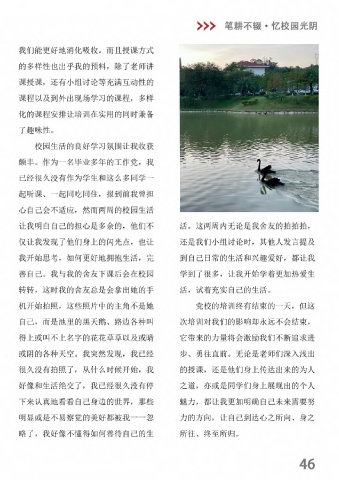 >>> 笔耕不辍·忆校园光阴
我们能更好地消化吸收。而且授课方式
的多样性也出乎我的预料，除了老师讲
课授课，还有小组讨论等充满互动性的
课程以及到外出现场学习的课程，多样
化的课程安排让培训在实用的同时兼备
了趣味性。
校园生活的良好学习氛围让我收获
颇丰。作为一名毕业多年的工作党，我
已经很久没有作为学生和这么多同学一
起听课、一起同吃同住，报到前我曾担
心自己会不适应，然而两周的校园生活
让我明白自己的担心是多余的，他们不
仅让我发现了他们身上的闪光点，也让
我开始思考，如何更好地拥抱生活，完
善自己。我与我的舍友下课后会在校园
转转，这时我的舍友总是会拿出她的手
机开始拍照，这些照片中的主角不是她
自己，而是池里的黑天鹅、路边各种叫
得上或叫不上名字的花花草草以及或晴
或阴的各种天空。我突然发现，我已经
很久没有拍照了，从什么时候开始，我
好像和生活绝交了，我已经很久没有停
下来认真地看看自己身边的世界，那些
明显或是不易察觉的美好都被我一一忽
略了。我好像不懂得如何善待自己的生
活。这两周内无论是我舍友的拍拍拍，
还是我们小组讨论时，其他人发言提及
到自己日常的生活和兴趣爱好，都让我
学到了很多，让我开始学着更加热爱生
活，试着充实自己的生活。
党校的培训终有结束的一天，但这
次培训对我们的影响却永远不会结束，
它带来的力量将会激励我们不断追求进
步、勇往直前。无论是老师们深入浅出
的授课，还是他们身上传达出来的为人
之道，亦或是同学们身上展现出的个人
魅力，都让我更加明确自己未来需要努
力的方向，让自己到达心之所向、身之
所往、终至所归。
46